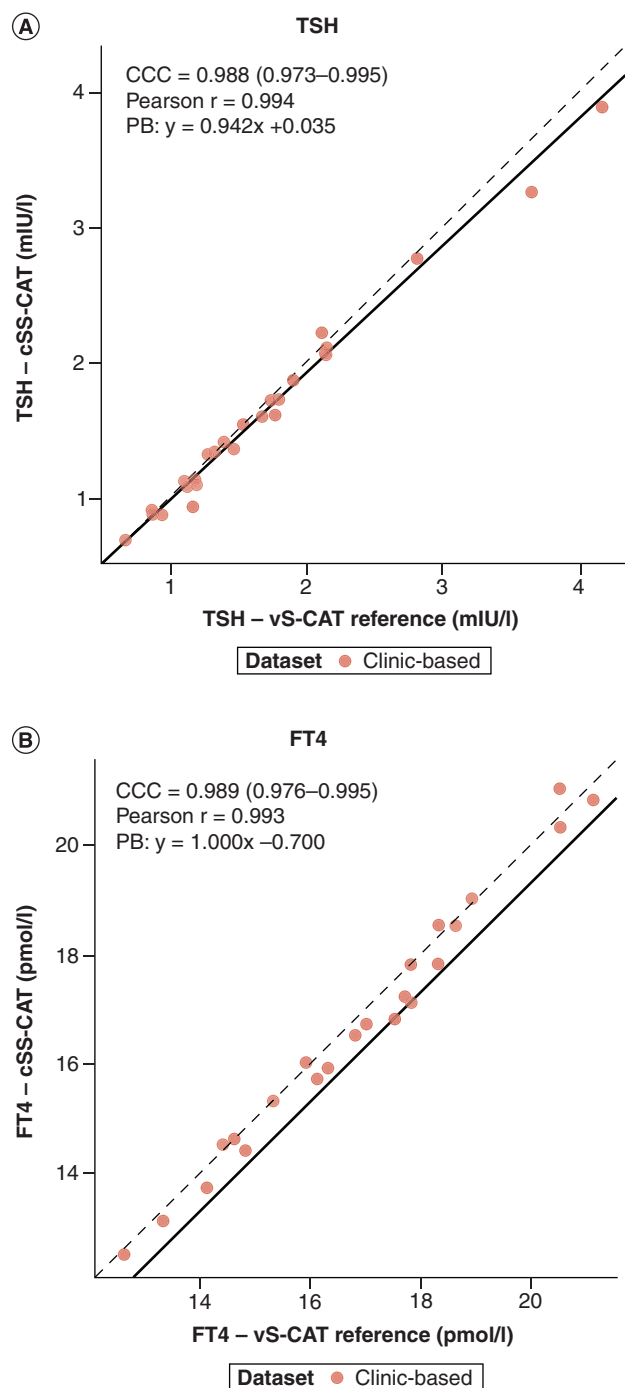 A
TSH
CCC = 0.988 (0.973–0.995)
Pearson r = 0.994
PB: y = 0.942x +0.035
4
3
2
1
TSH – cSS-CAT (mIU/l)
1 2 3 4
TSH – vS-CAT reference (mIU/l)
Dataset Clinic-based
B
FT4
CCC = 0.989 (0.976–0.995)
Pearson r = 0.993
PB: y = 1.000x –0.700
20
18
16
14
FT4 – cSS-CAT (pmol/l)
14 16 18 20
FT4 – vS-CAT reference (pmol/l)
Dataset Clinic-based